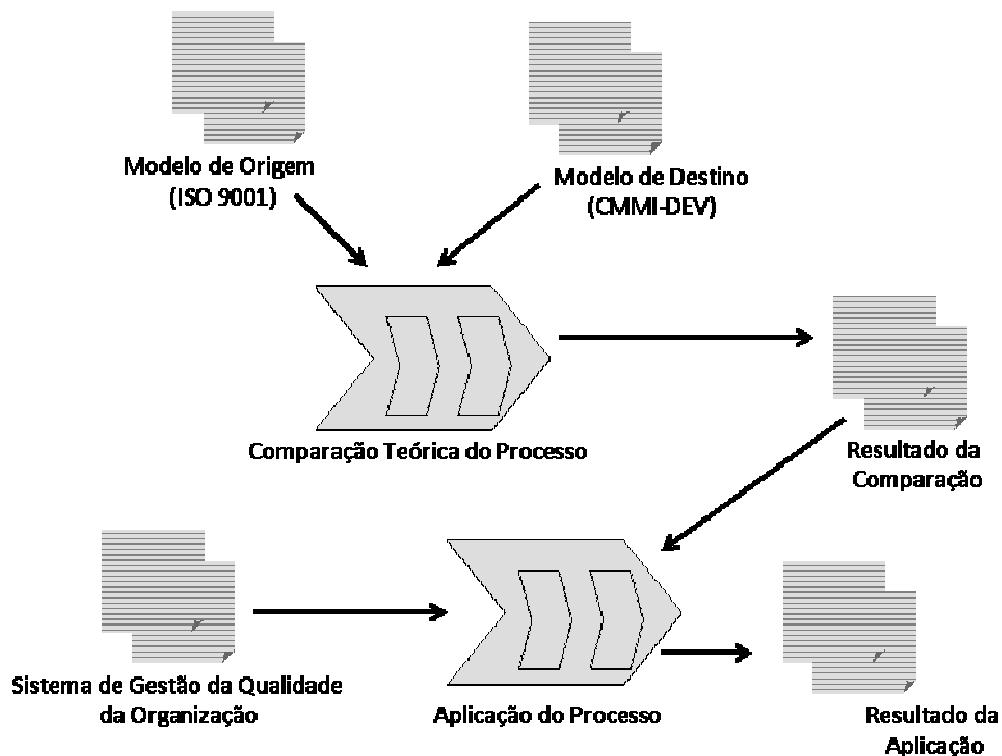 Modelo de Origem
(ISO 9001)
Modelo de Destino
(CMMI-DEV)
Comparação Teórica do Processo
Resultado da
Comparação
Sistema de Gestão da Qualidade
da Organização
Aplicação do Processo
Resultado da
Aplicação